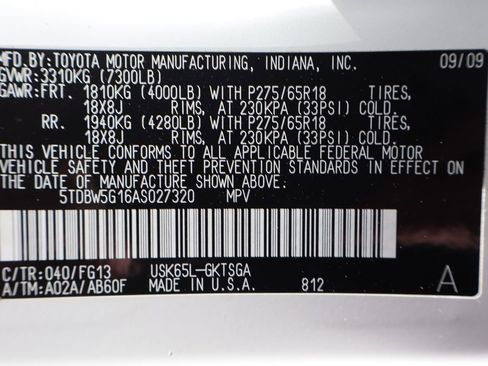 MFD. BY: TOYOTA MOTOR MANUFACTURING, INDIANA, INC. 09/09
GVWR: 3310KG (7300LB)
GAWR: FRT. 1810KG (4000LB) WITH P275/65R18 TIRES,
18X8J RIMS, AT 230KPA (33PSI) COLD.
RR. 1940KG (4280LB) WITH P275/65R18 TIRES,
18X8J RIMS, AT 230KPA (33PSI) COLD.
THIS VEHICLE CONFORMS TO ALL APPLICABLE FEDERAL MOTOR
VEHICLE SAFETY AND THEFT PREVENTION STANDARDS IN EFFECT ON
THE DATE OF MANUFACTURE SHOWN ABOVE.
5TDBW5G16AS027320 MPV
C/TR: 040/FG13 USK65L-GKTSGA
A/TM: A02A/AB60F MADE IN U.S.A. 812 A